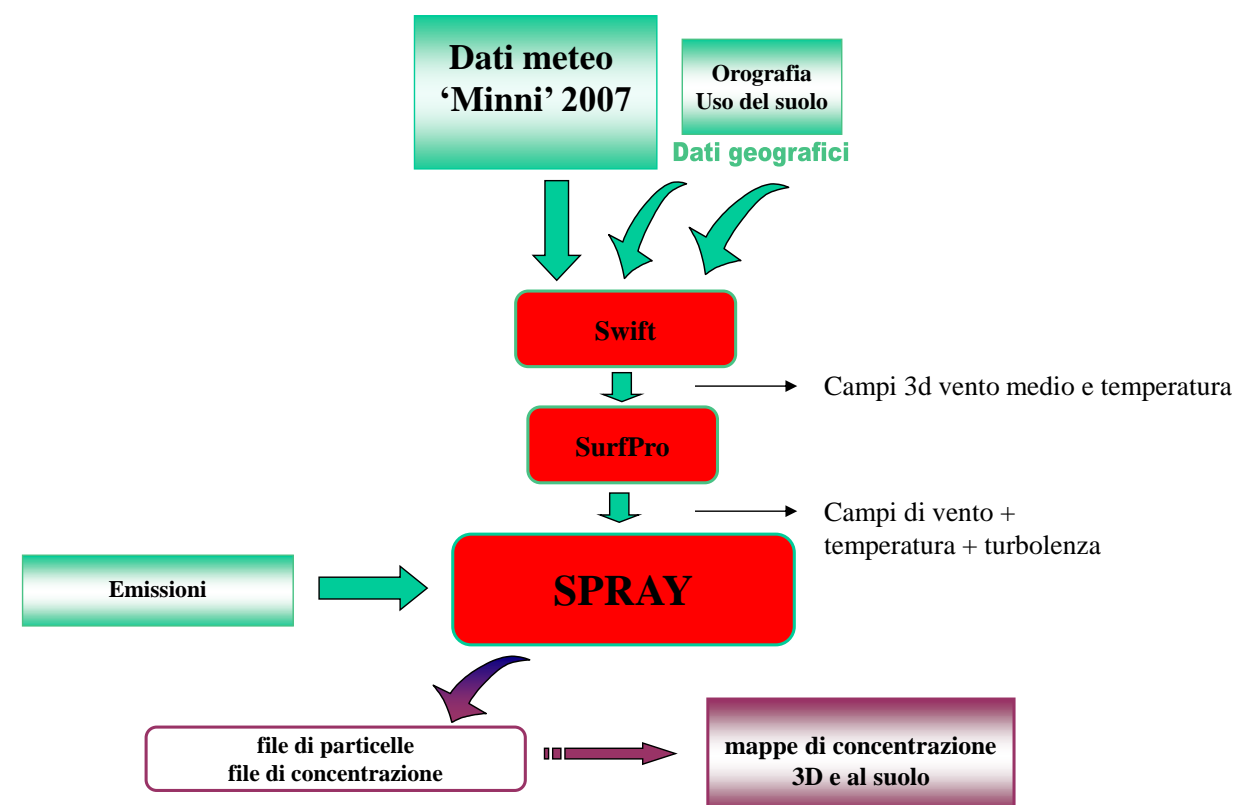 Dati meteo
‘Minni’ 2007
Orografia
Uso del suolo
Dati geografici
Swift
Campi 3d vento medio e temperatura
SurfPro
Campi di vento +
temperatura + turbolenza
Emissioni
SPRAY
file di particelle
file di concentrazione
mappe di concentrazione
3D e al suolo